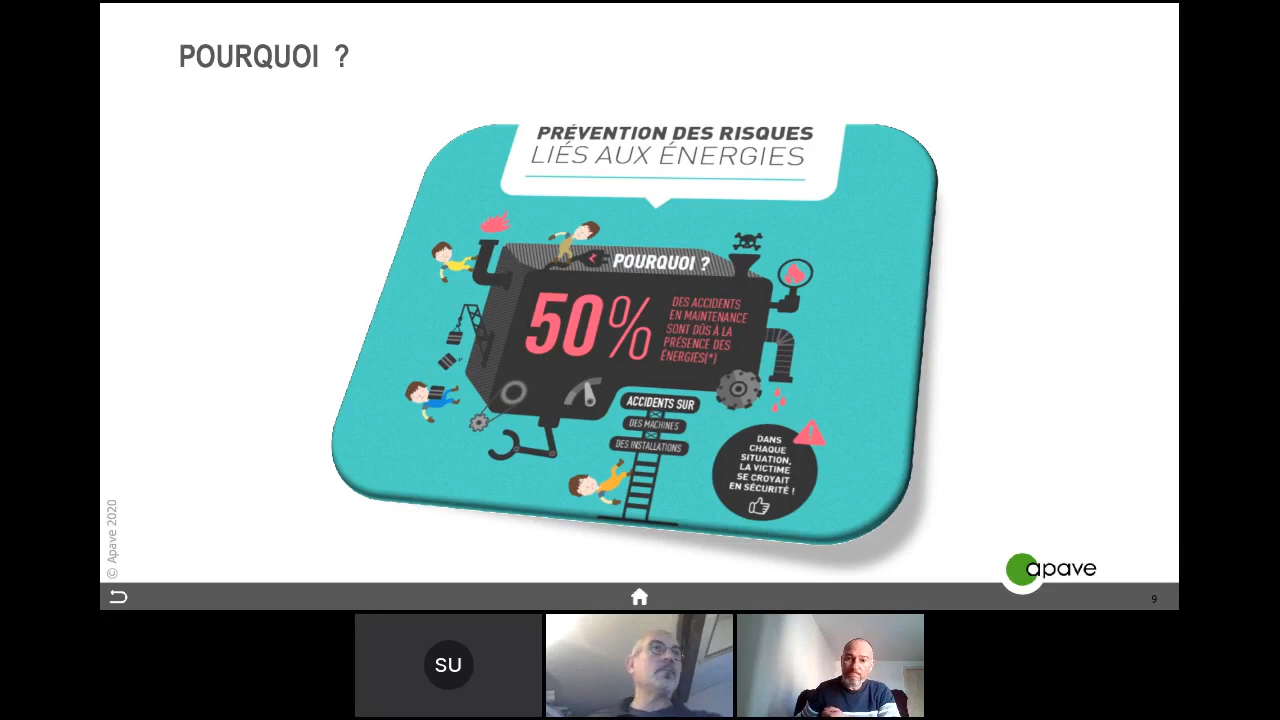 POURQUOI ?
PRÉVENTION DES RISQUES
LIÉS AUX ÉNERGIES
POURQUOI ?
50%
DES ACCIDENTS
EN MAINTENANCE
SONT DÛS À LA
PRÉSENCE DES
ÉNERGIES(*)
ACCIDENTS SUR
DES MACHINES
DES INSTALLATIONS
DANS
CHAQUE
SITUATION,
LA VICTIME
SE CROYAIT
EN SÉCURITÉ !
© Apave 2020
apave
9
SU